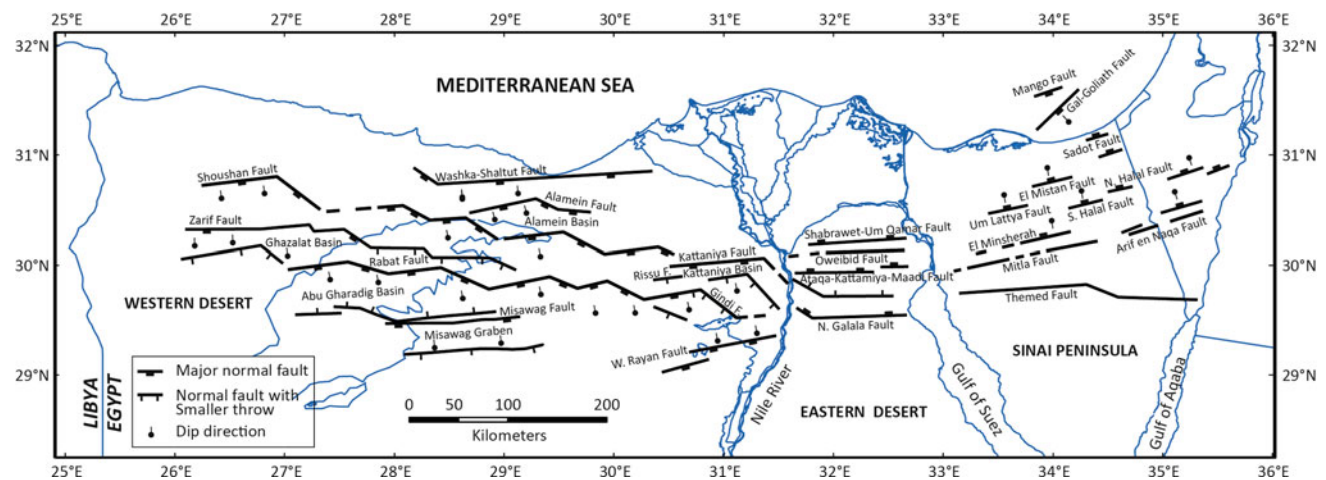 25°E 26°E 27°E 28°E 29°E 30°E 31°E 32°E 33°E 34°E 35°E 36°E
32°N 32°N
MEDITERRANEAN SEA
Mango Fault
Gal-Goliath Fault
31°N 31°N
Sadot Fault
Shoushan Fault
Washka-Shaltut Fault
N. Halal Fault
El Mistan Fault
Alamein Fault
Um Lattya Fault
S. Halal Fault
Zarif Fault
Alamein Basin
Shabrawet-Um Qamar Fault
El Minsherah
Arif en Naqa Fault
Ghazalat Basin
Rabat Fault
Kattaniya Fault
Oweibid Fault
Mitla Fault
30°N 30°N
Rissu F.
Kattaniya Basin
Ataqa-Kattamiya-Maadi Fault
WESTERN DESERT
Abu Gharadig Basin
Misawag Fault
Gindi F.
Themed Fault
Misawag Graben
N. Galala Fault
W. Rayan Fault
SINAI PENINSULA
29°N 29°N
Major normal fault
Normal fault with
Smaller throw
Dip direction
LIBYA
EGYPT
0 50 100 200
Kilometers
Nile River
EASTERN DESERT
Gulf of Suez
Gulf of Aqaba
25°E 26°E 27°E 28°E 29°E 30°E 31°E 32°E 33°E 34°E 35°E 36°E